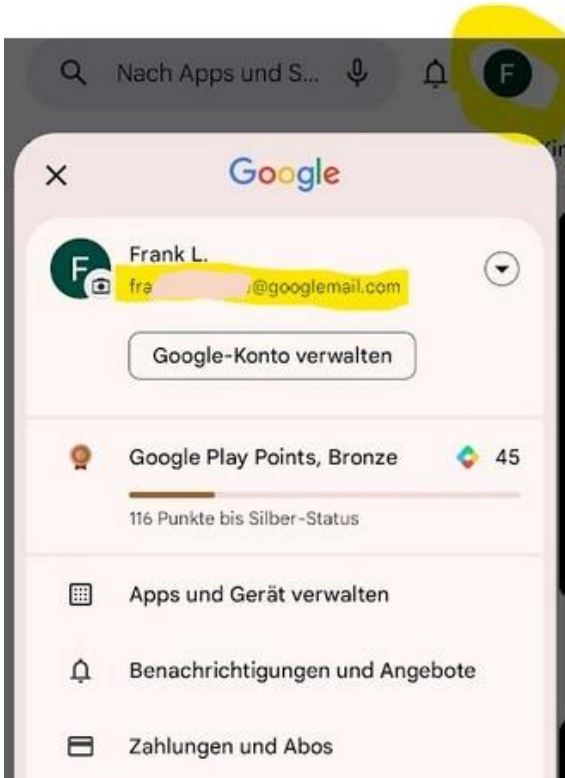 Nach Apps und S...
F
Google
F
Frank L.
fra @googlemail.com
Google-Konto verwalten
Google Play Points, Bronze
45
116 Punkte bis Silber-Status
Apps und Gerät verwalten
Benachrichtigungen und Angebote
Zahlungen und Abos